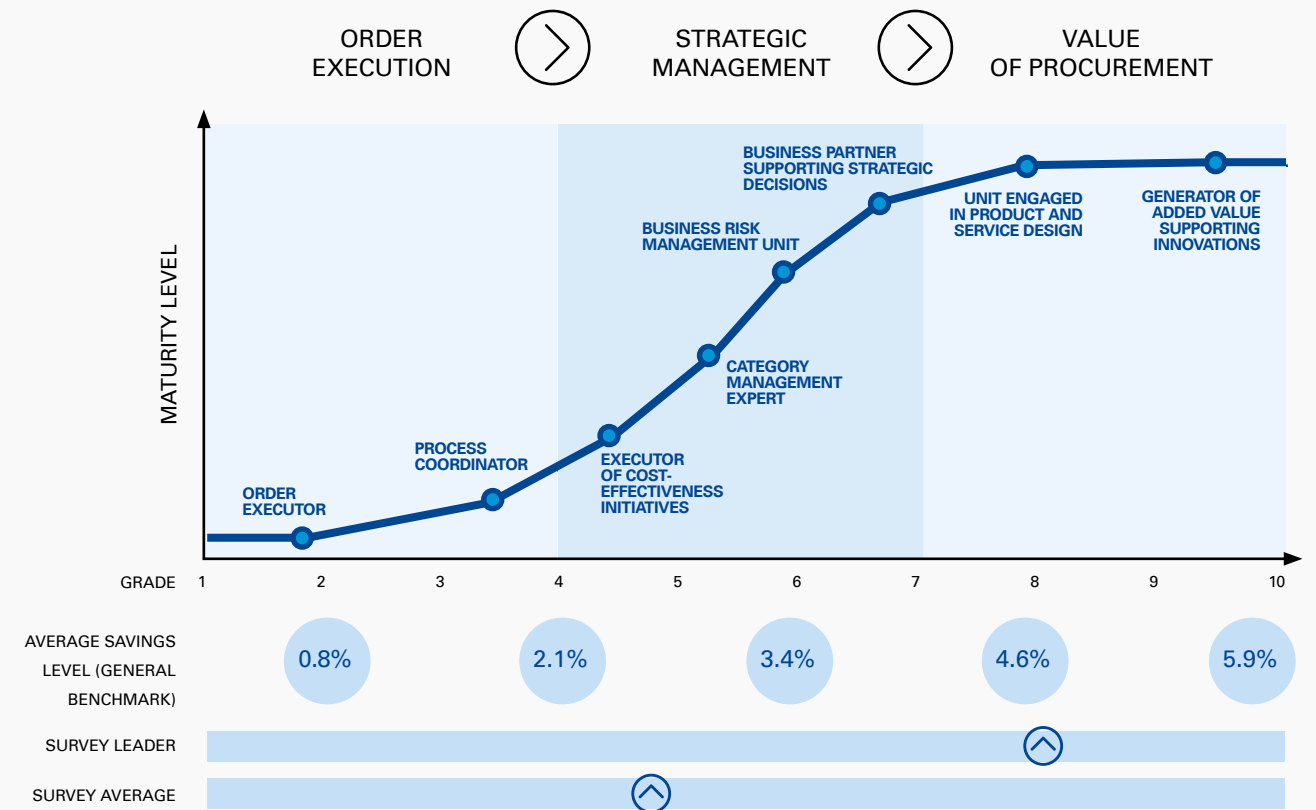 ORDER
EXECUTION
STRATEGIC
MANAGEMENT
VALUE
OF PROCUREMENT
MATURITY LEVEL
BUSINESS PARTNER
SUPPORTING STRATEGIC
DECISIONS
UNIT ENGAGED
IN PRODUCT AND
SERVICE DESIGN
GENERATOR OF
ADDED VALUE
SUPPORTING
INNOVATIONS
BUSINESS RISK
MANAGEMENT UNIT
CATEGORY
MANAGEMENT
EXPERT
PROCESS
COORDINATOR
EXECUTOR
OF COST-
EFFECTIVENESS
INITIATIVES
ORDER
EXECUTOR
GRADE 1 2 3 4 5 6 7 8 9 10
AVERAGE SAVINGS
LEVEL (GENERAL
BENCHMARK)
0.8% 2.1% 3.4% 4.6% 5.9%
SURVEY LEADER
SURVEY AVERAGE